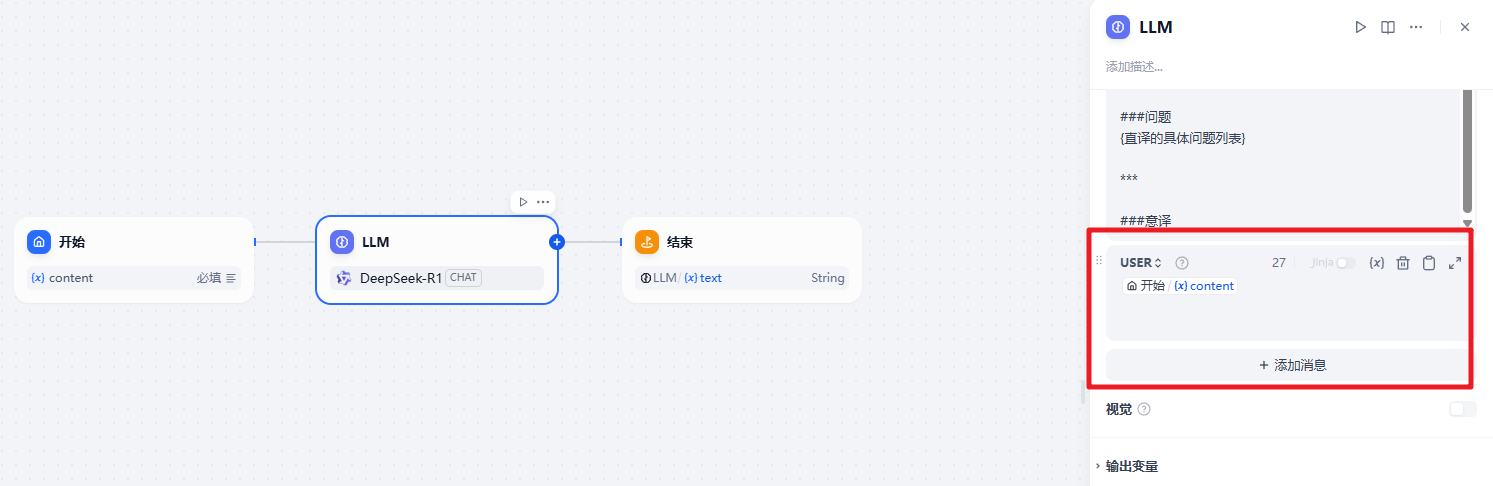 开始
{x} content 必填
LLM
DeepSeek-R1 CHAT
结束
LLM/{x} text String
LLM
添加描述...
###问题
{直译的具体问题列表}
***
###意译
USER 27 Jinja {x}
开始/{x} content
+ 添加消息
视觉
输出变量